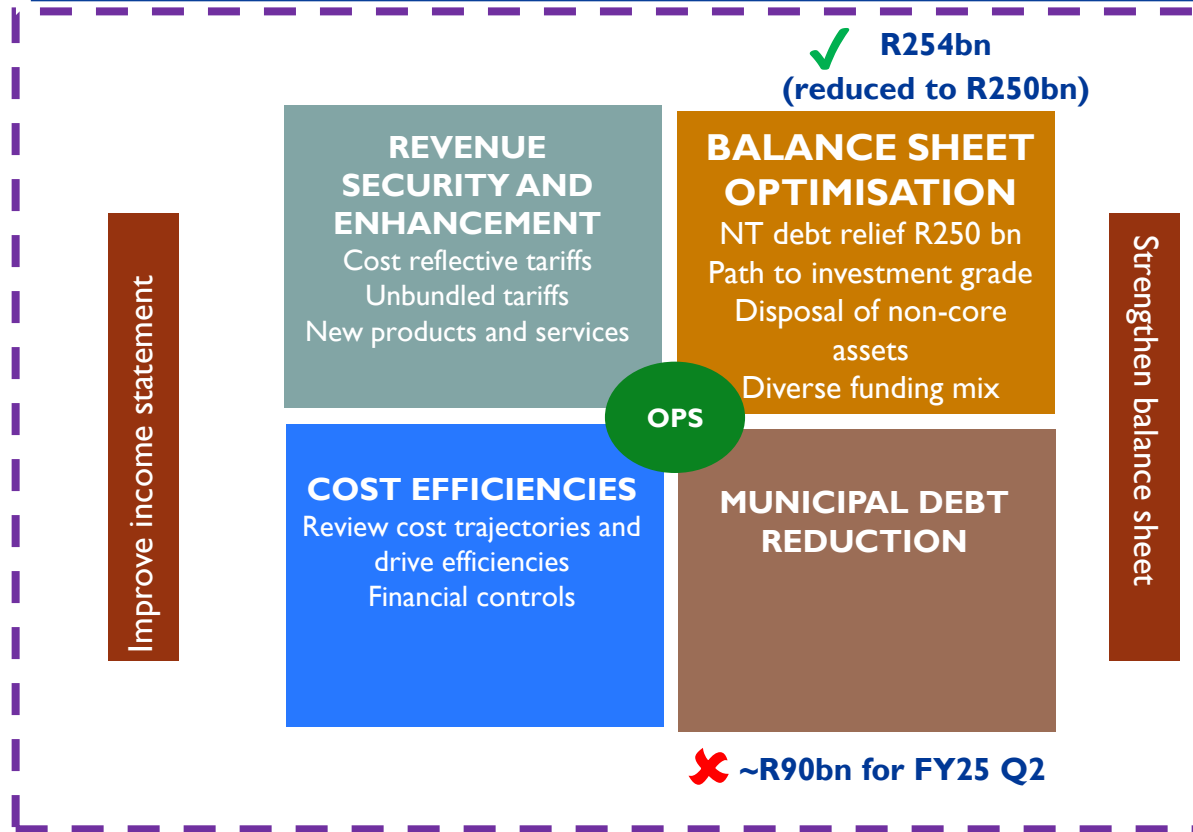 R254bn
(reduced to R250bn)
REVENUE
SECURITY AND
ENHANCEMENT
Cost reflective tariffs
Unbundled tariffs
New products and services
BALANCE SHEET
OPTIMISATION
NT debt relief R250 bn
Path to investment grade
Disposal of non-core
assets
Diverse funding mix
Improve income statement
OPS
Strengthen balance sheet
COST EFFICIENCIES
Review cost trajectories and
drive efficiencies
Financial controls
MUNICIPAL DEBT
REDUCTION
~R90bn for FY25 Q2